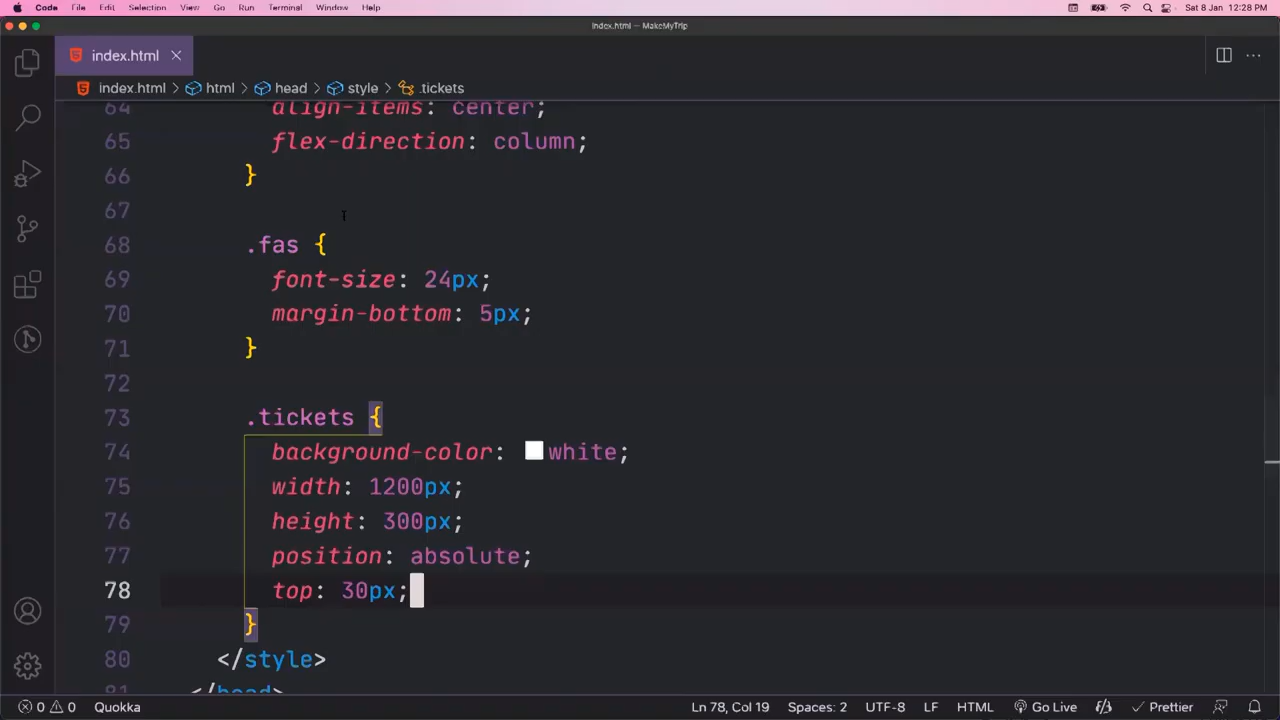 Code File Edit Selection View Go Run Terminal Window Help Sat 8 Jan 12:28 PM
index.html — MakeMyTrip
index.html
index.html > html > head > style > .tickets
64 align-items: center;
65 flex-direction: column;
66 }
67
68 .fas {
69 font-size: 24px;
70 margin-bottom: 5px;
71 }
72
73 .tickets {
74 background-color: white;
75 width: 1200px;
76 height: 300px;
77 position: absolute;
78 top: 30px;
79 }
80 </style>
81 </head>
0 0 Quokka Ln 78, Col 19 Spaces: 2 UTF-8 LF HTML Go Live Prettier